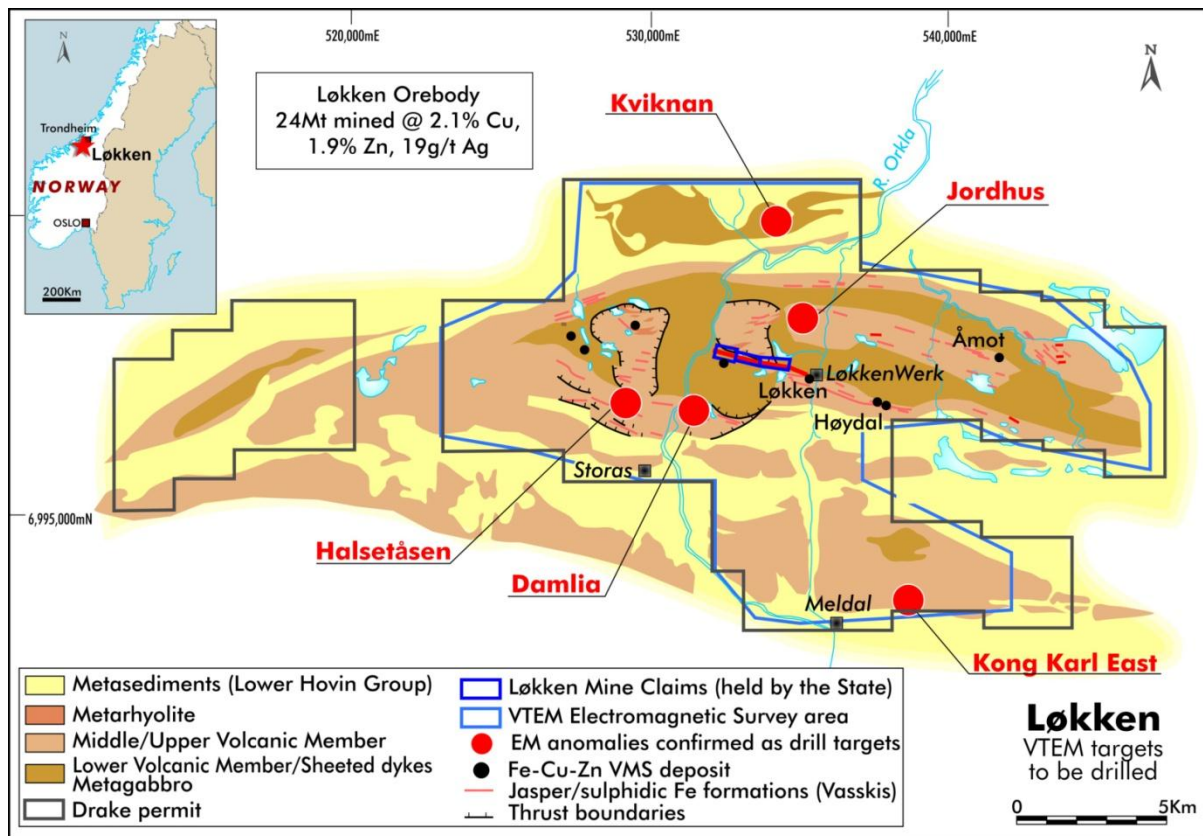 520,000mE
530,000mE
540,000mE
N
Trondheim
Løkken
NORWAY
OSLO
200Km
Løkken Orebody
24Mt mined @ 2.1% Cu,
1.9% Zn, 19g/t Ag
N
Kviknan
R. Orkla
Jordhus
Åmot
LøkkenWerk
Løkken
Høydal
Storas
6,995,000mN
Halsetåsen
Damlia
Meldal
Kong Karl East
Metasediments (Lower Hovin Group)
Metarhyolite
Middle/Upper Volcanic Member
Lower Volcanic Member/Sheeted dykes
Metagabbro
Drake permit
Løkken Mine Claims (held by the State)
VTEM Electromagnetic Survey area
EM anomalies confirmed as drill targets
Fe-Cu-Zn VMS deposit
Jasper/sulphidic Fe formations (Vasskis)
Thrust boundaries
Løkken
VTEM targets
to be drilled
0 5Km